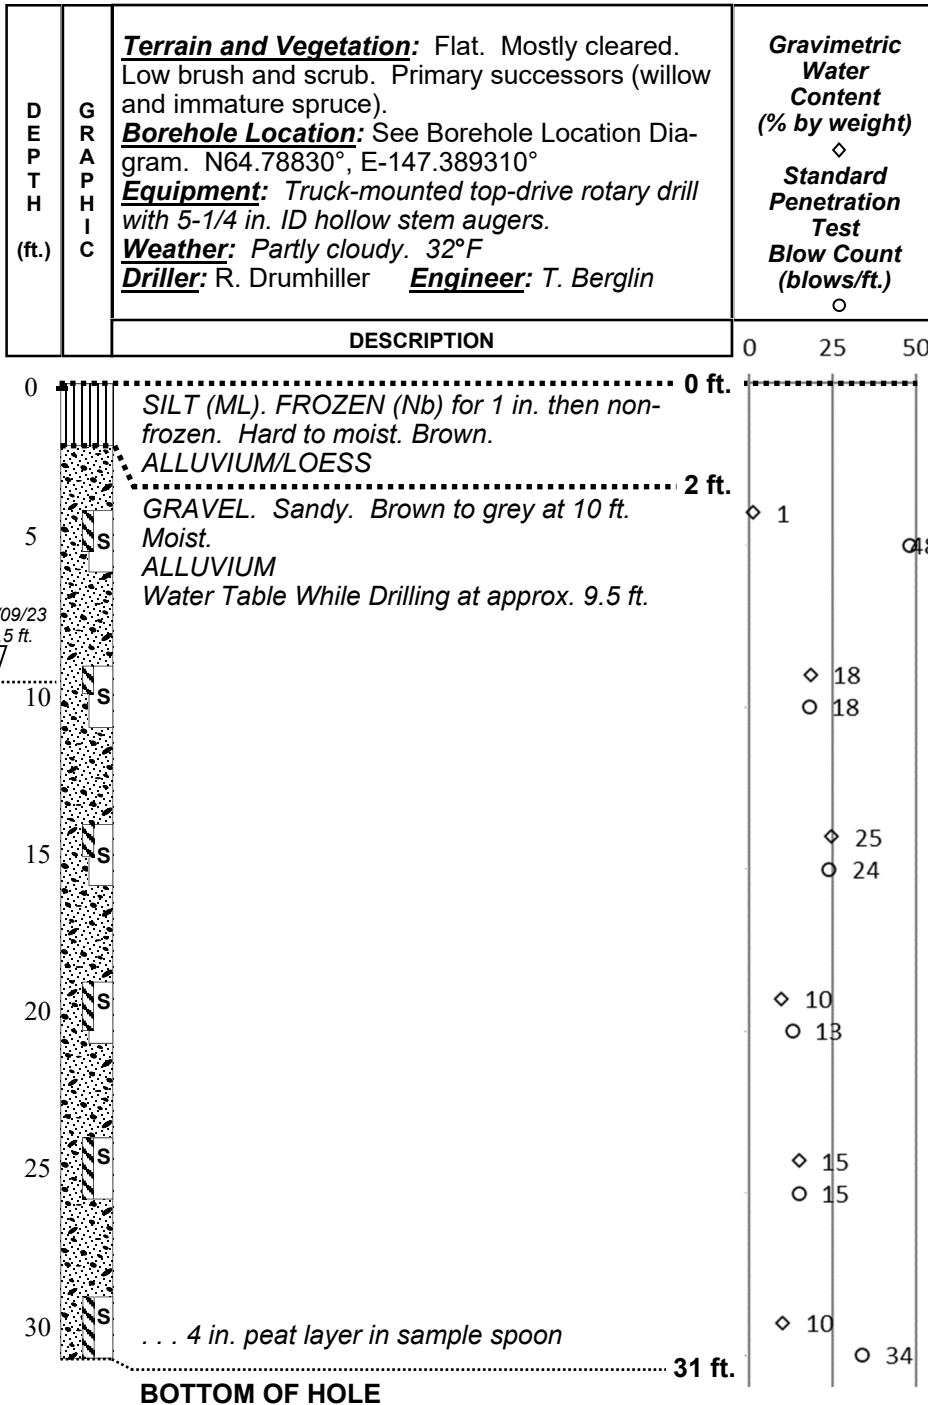 DEPTH
(ft.)
GRAPHIC
Terrain and Vegetation: Flat. Mostly cleared.
Low brush and scrub. Primary successors (willow
and immature spruce).
Borehole Location: See Borehole Location Dia-
gram. N64.78830°, E-147.389310°
Equipment: Truck-mounted top-drive rotary drill
with 5-1/4 in. ID hollow stem augers.
Weather: Partly cloudy. 32°F
Driller: R. Drumhiller Engineer: T. Berglin
DESCRIPTION
Gravimetric
Water
Content
(% by weight)
Standard
Penetration
Test
Blow Count
(blows/ft.)
0 25 50
0
0 ft.
SILT (ML). FROZEN (Nb) for 1 in. then non-
frozen. Hard to moist. Brown.
ALLUVIUM/LOESS
2 ft.
GRAVEL. Sandy. Brown to grey at 10 ft.
Moist.
ALLUVIUM
Water Table While Drilling at approx. 9.5 ft.
1
5
S
48
/09/23
.5 ft.
18
10
S
18
25
15
S
24
S
10
20
13
S
15
25
15
S
10
30
. . . 4 in. peat layer in sample spoon
34
31 ft.
BOTTOM OF HOLE